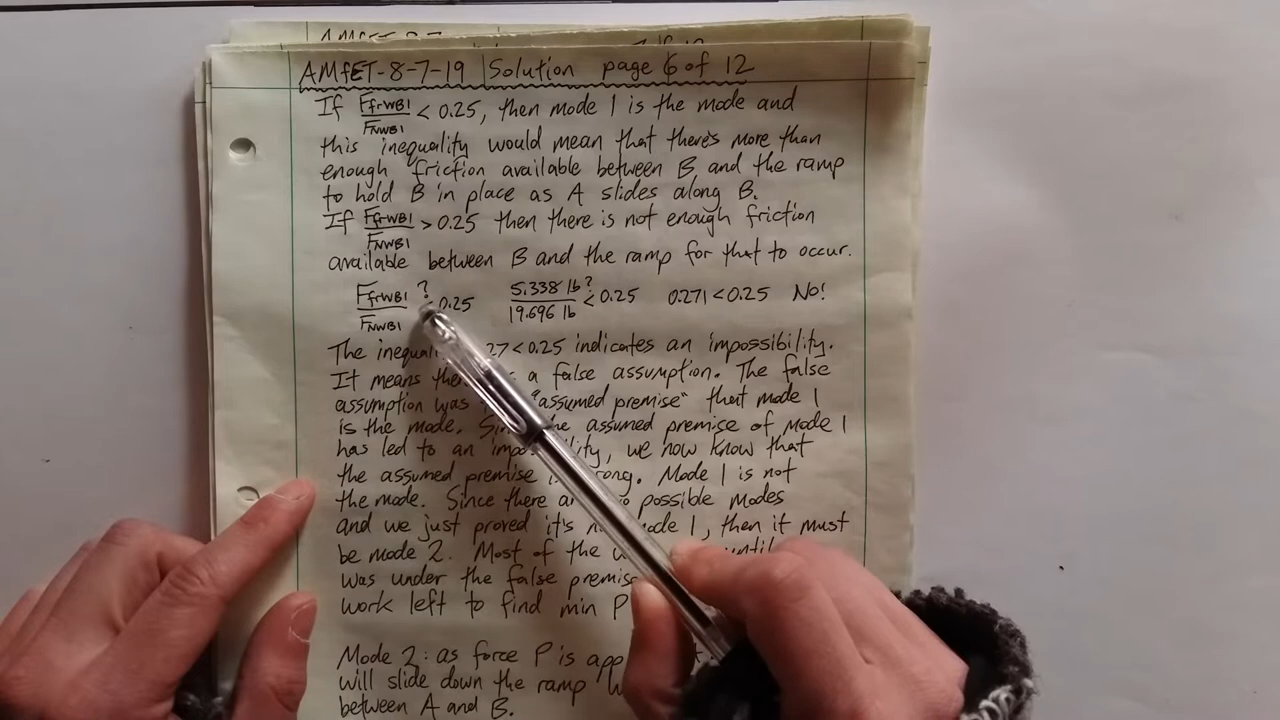 AMfET-8-7-19 Solution page 6 of 12
If FfrWB1/FNWB1 < 0.25, then mode 1 is the mode and
this inequality would mean that there's more than
enough friction available between B and the ramp
to hold B in place as A slides along B.
If FfrWB1/FNWB1 > 0.25 then there is not enough friction
available between B and the ramp for that to occur.
FfrWB1/FNWB1 ? 0.25 5.338 lb/19.696 lb ?< 0.25 0.271 < 0.25 No!
The 27 < 0.25 indicates an impossibility.
It means a false assumption. The false
assumption was "assumed premise" that mode 1
is the mode. assumed premise of Mode 1
has led to an we now know that
the assumed premise Mode 1 is not
the mode. Since there possible modes
and we just proved it's 1, then it must
be mode 2. Most of the
was under the false
work left to find min P
Mode 2: as force P is
will slide down the ramp
between A and B.